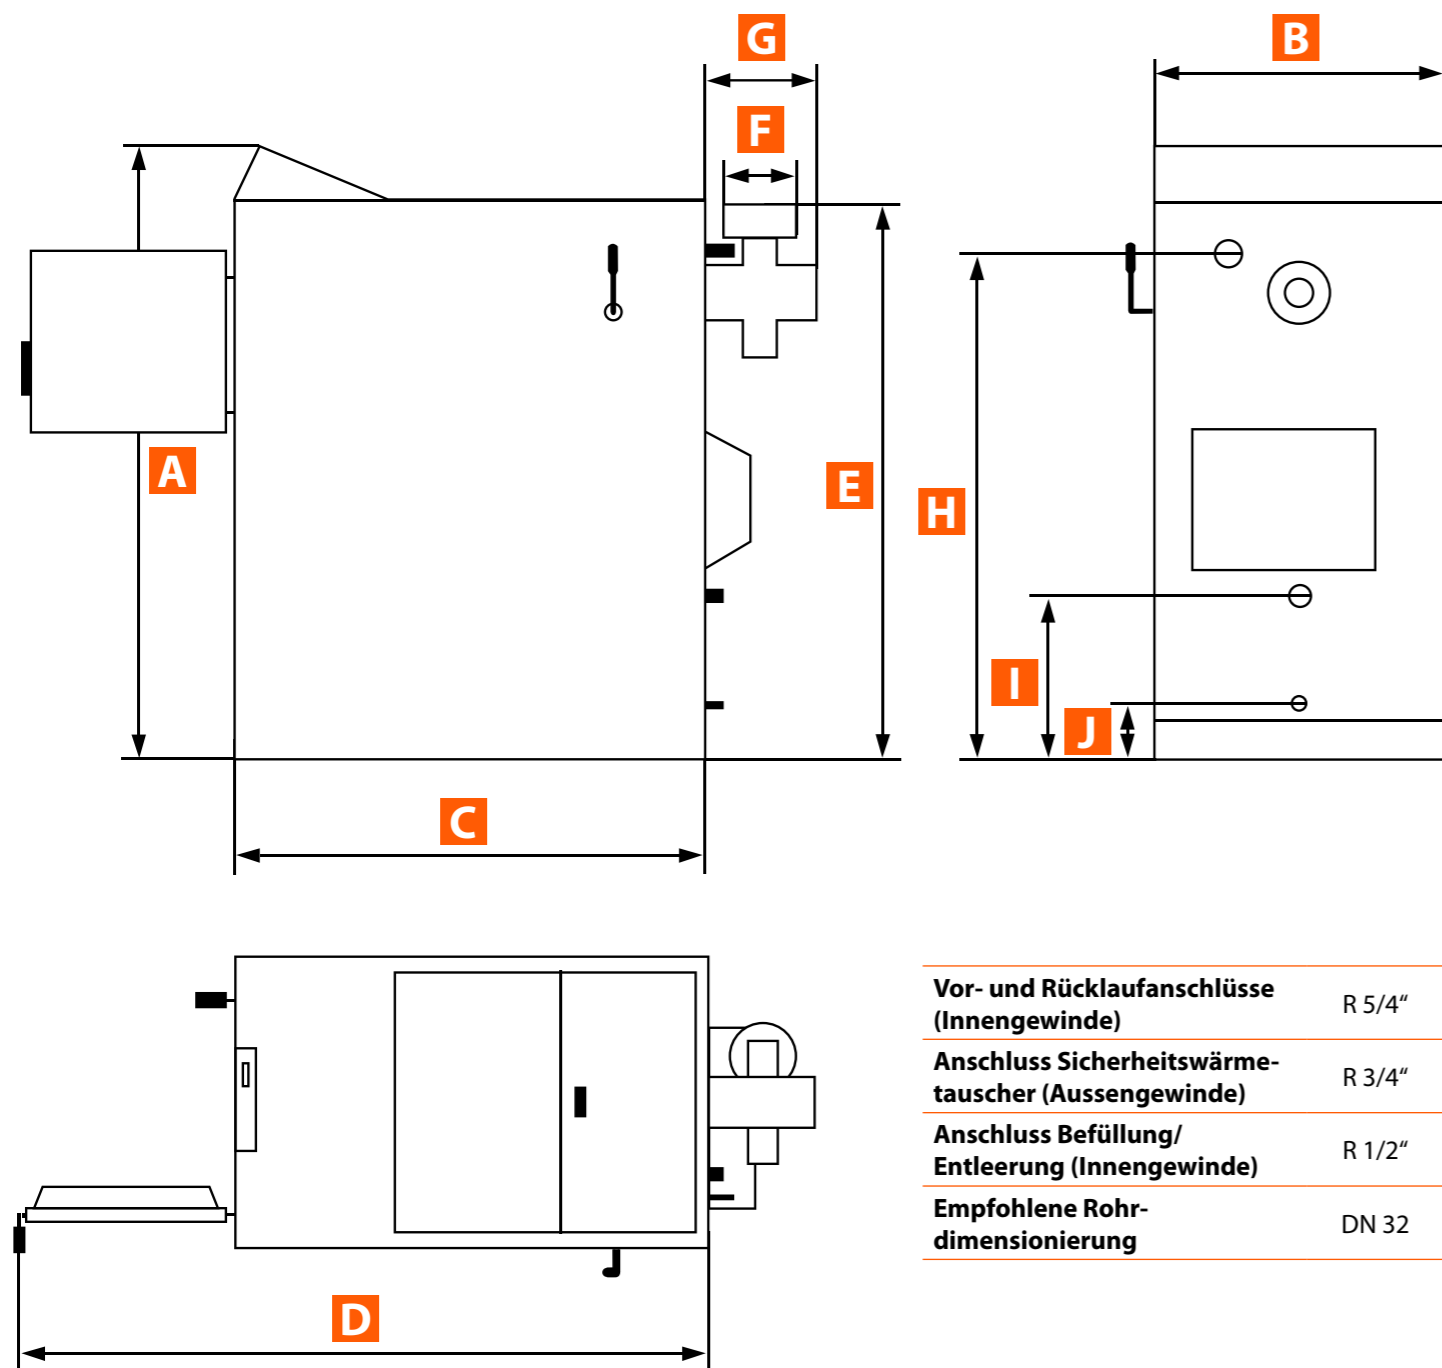 G
B
F
A
E
H
I
J
C
Vor- und Rücklaufanschlüsse
(Innengewinde)
R 5/4“
Anschluss Sicherheitswärme-
tauscher (Aussengewinde)
R 3/4“
Anschluss Befüllung/
Entleerung (Innengewinde)
R 1/2“
Empfohlene Rohr-
dimensionierung
DN 32
D